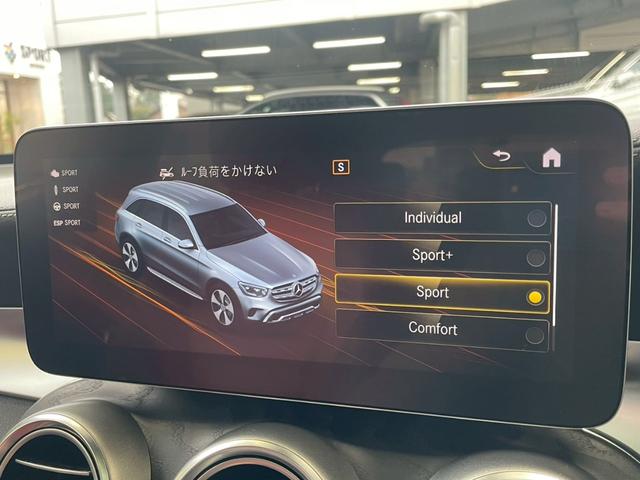 SPORT
SPORT
SPORT
SPORT
ESP SPORT
ルーフ負荷をかけない
S
Individual
Sport+
Sport
Comfort